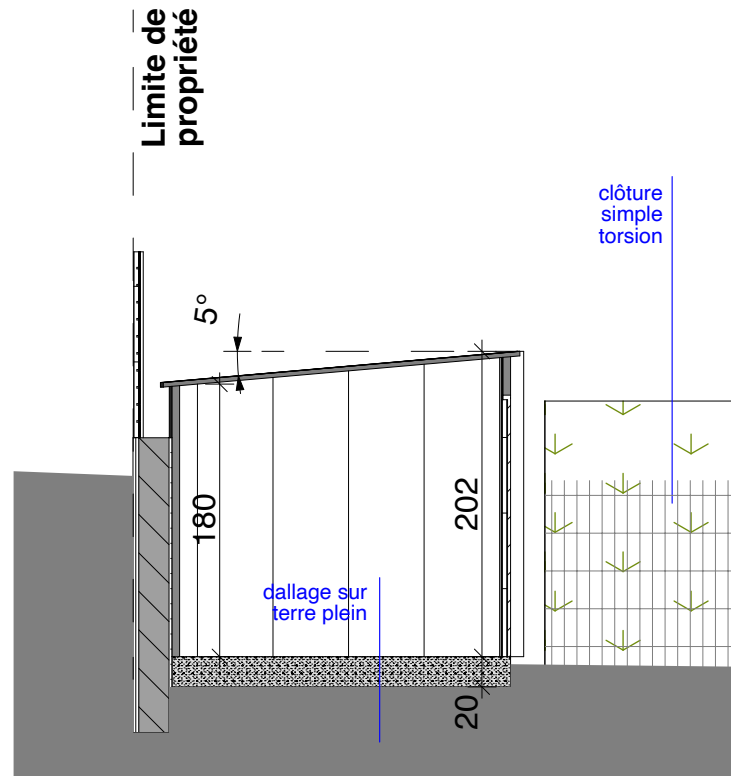 Limite de
propriété
clôture
simple
torsion
5°
180
202
dallage sur
terre plein
20